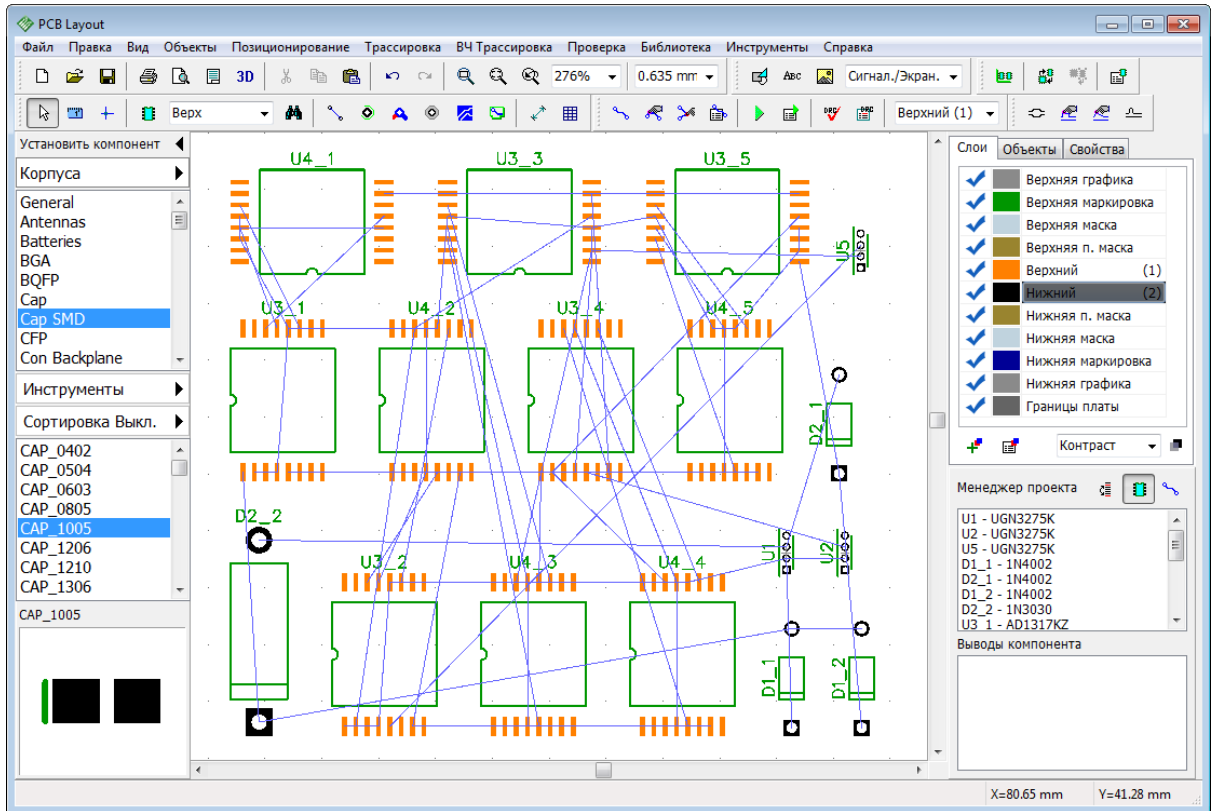 PCB Layout
Файл Правка Вид Объекты Позиционирование Трассировка ВЧ Трассировка Проверка Библиотека Инструменты Справка
3D 276% 0.635 mm ABC Сигнал./Экран.
Верх DRC DRC Верхний (1)
Установить компонент
Корпуса
General
Antennas
Batteries
BGA
BQFP
Cap
Cap SMD
CFP
Con Backplane
Инструменты
Сортировка Выкл.
CAP_0402
CAP_0504
CAP_0603
CAP_0805
CAP_1005
CAP_1206
CAP_1210
CAP_1306
CAP_1005
U4_1 U3_3 U3_5
U5
U3_1 U4_2 U3_4 U4_5
D2_1
D2_2
U1 U2
U3_2 U4_3 U4_4
D1_1 D1_2
Слои Объекты Свойства
Верхняя графика
Верхняя маркировка
Верхняя маска
Верхняя п. маска
Верхний (1)
Нижний (2)
Нижняя п. маска
Нижняя маска
Нижняя маркировка
Нижняя графика
Границы платы
Контраст
Менеджер проекта
U1 - UGN3275K
U2 - UGN3275K
U5 - UGN3275K
D1_1 - 1N4002
D2_1 - 1N4002
D1_2 - 1N4002
D2_2 - 1N3030
U3_1 - AD1317KZ
Выводы компонента
X=80.65 mm Y=41.28 mm